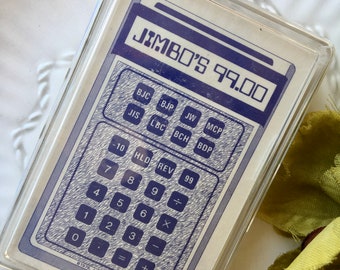 JIMBO'S 99.00
BJC BJP JW MCP
JIS LBC BCH BDP
-10 HLD REV 99
7 8 9 ÷
4 5 6 ×
1 2 3 -
0 . = +